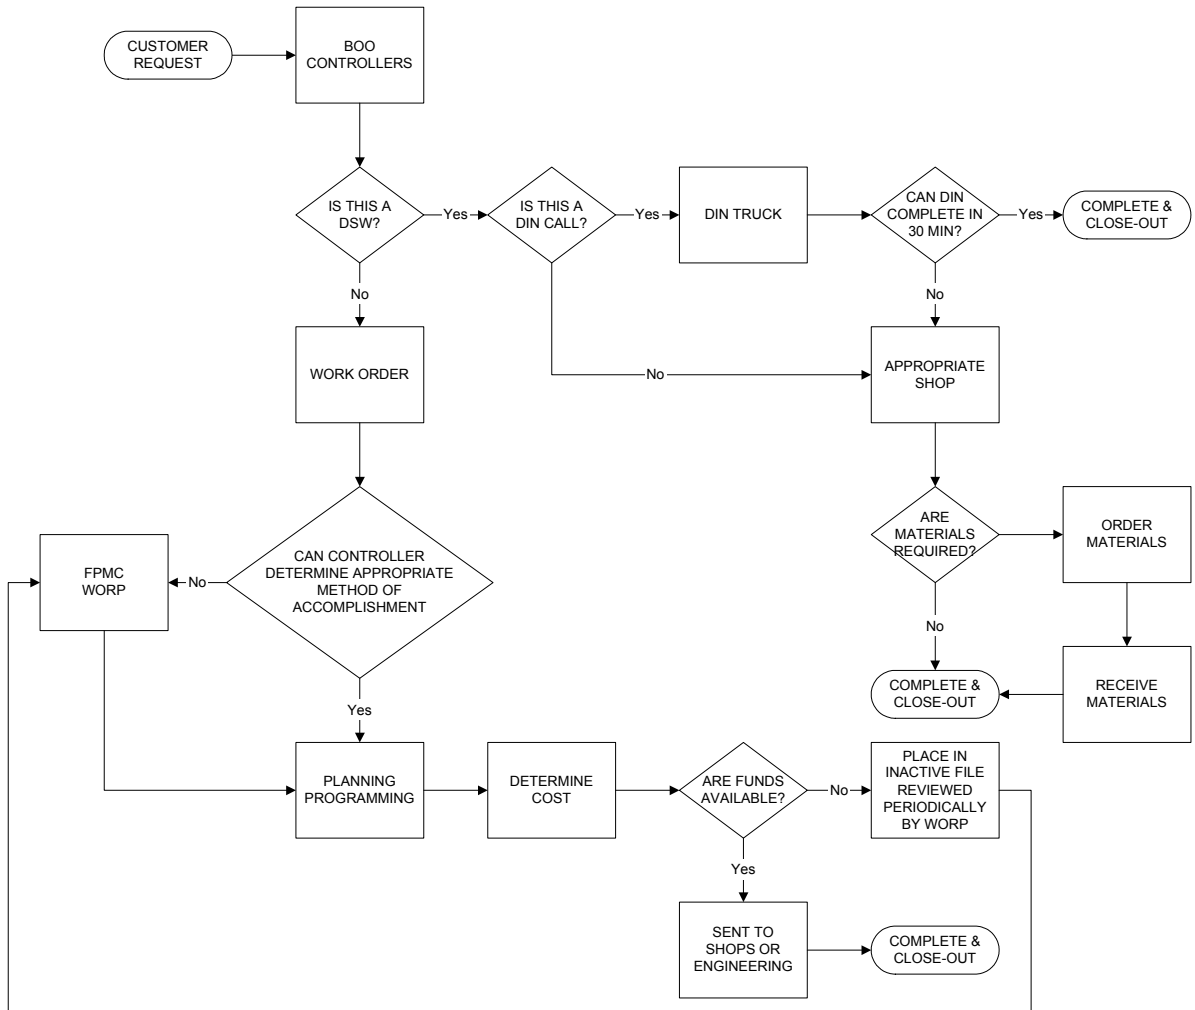 CUSTOMER
REQUEST
BOO
CONTROLLERS
IS THIS A
DSW?
Yes
IS THIS A
DIN CALL?
Yes
DIN TRUCK
CAN DIN
COMPLETE IN
30 MIN?
Yes
COMPLETE &
CLOSE-OUT
No
No
WORK ORDER
No
APPROPRIATE
SHOP
CAN CONTROLLER
DETERMINE APPROPRIATE
METHOD OF
ACCOMPLISHMENT
No
FPMC
WORP
ARE
MATERIALS
REQUIRED?
ORDER
MATERIALS
No
COMPLETE &
CLOSE-OUT
RECEIVE
MATERIALS
Yes
PLANNING
PROGRAMMING
DETERMINE
COST
ARE FUNDS
AVAILABLE?
No
PLACE IN
INACTIVE FILE
REVIEWED
PERIODICALLY
BY WORP
Yes
SENT TO
SHOPS OR
ENGINEERING
COMPLETE &
CLOSE-OUT